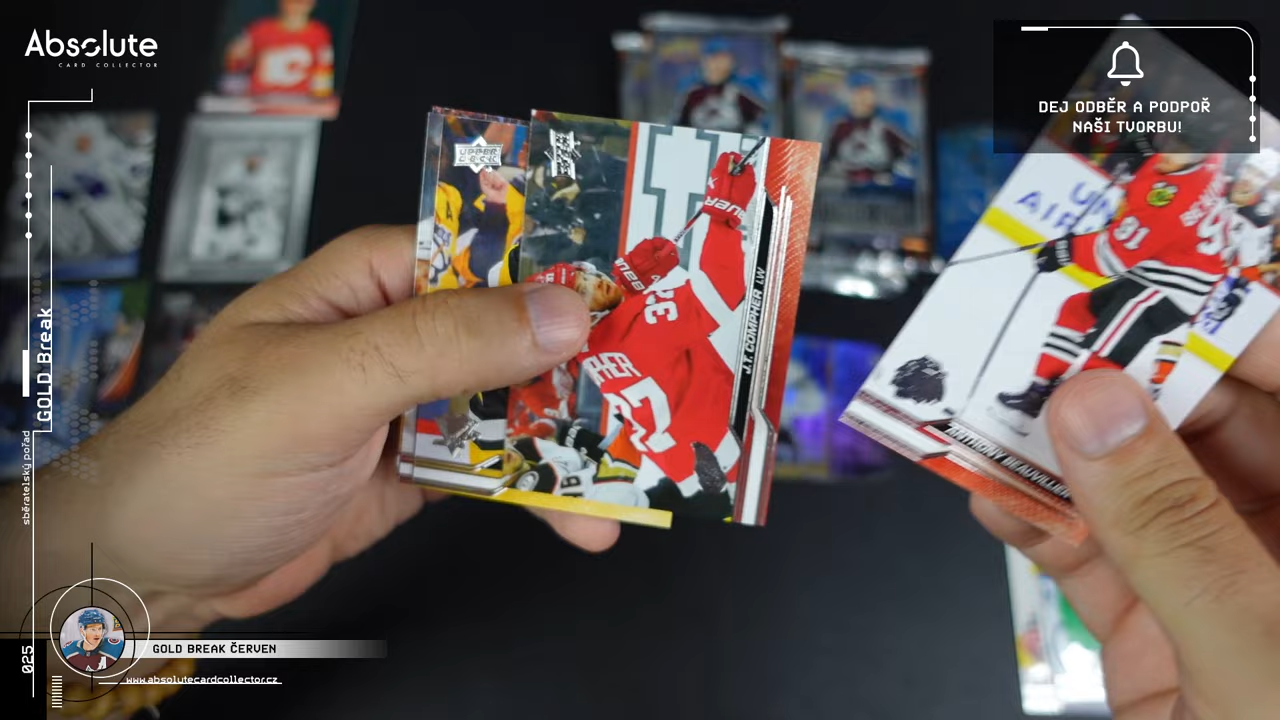 Absolute
CARD COLLECTOR
DEJ ODBĚR A PODPOŘ
NAŠI TVORBU!
UPPER
DECK
J.T. COMPHER LW
37
91
ANTHONY BEAUVILLIER
GOLD Break
sběratelský pořad
025
GOLD BREAK ČERVEN
www.absolutecardcollector.cz